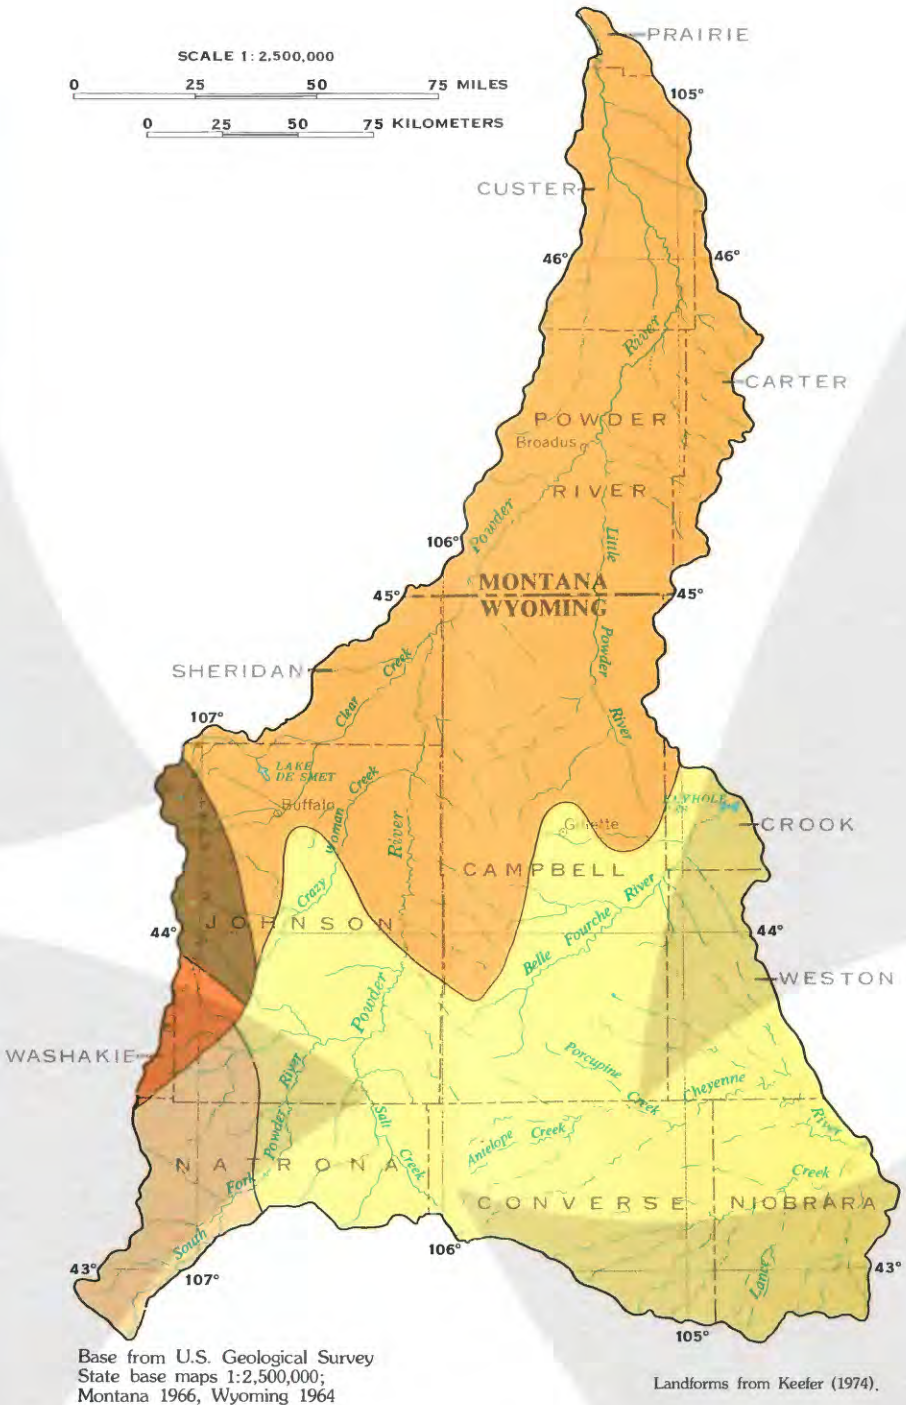 SCALE 1:2,500,000
0 25 50 75 MILES
0 25 50 75 KILOMETERS
PRAIRIE
105°
CUSTER
46° 46°
River
CARTER
POWDER
Broadus
RIVER
Powder
Little
106°
MONTANA
45° 45°
WYOMING
Powder
SHERIDAN
Creek
Clear
107°
River
LAKE
DE SMET
Creek
Buffalo
Woman
River
Gillette
CROOK
CAMPBELL
Crazy
River
Fourche
JOHNSON
44° 44°
Belle
WESTON
Powder
WASHAKIE
River
Porcupine
Creek
Cheyenne
Powder
Salt
River
Antelope Creek
NATRONA
Creek
Fork
Creek
CONVERSE NIOBRARA
South
106°
43° 43°
107°
Lance
105°
Base from U.S. Geological Survey
State base maps 1:2,500,000;
Montana 1966, Wyoming 1964
Landforms from Keefer (1974).